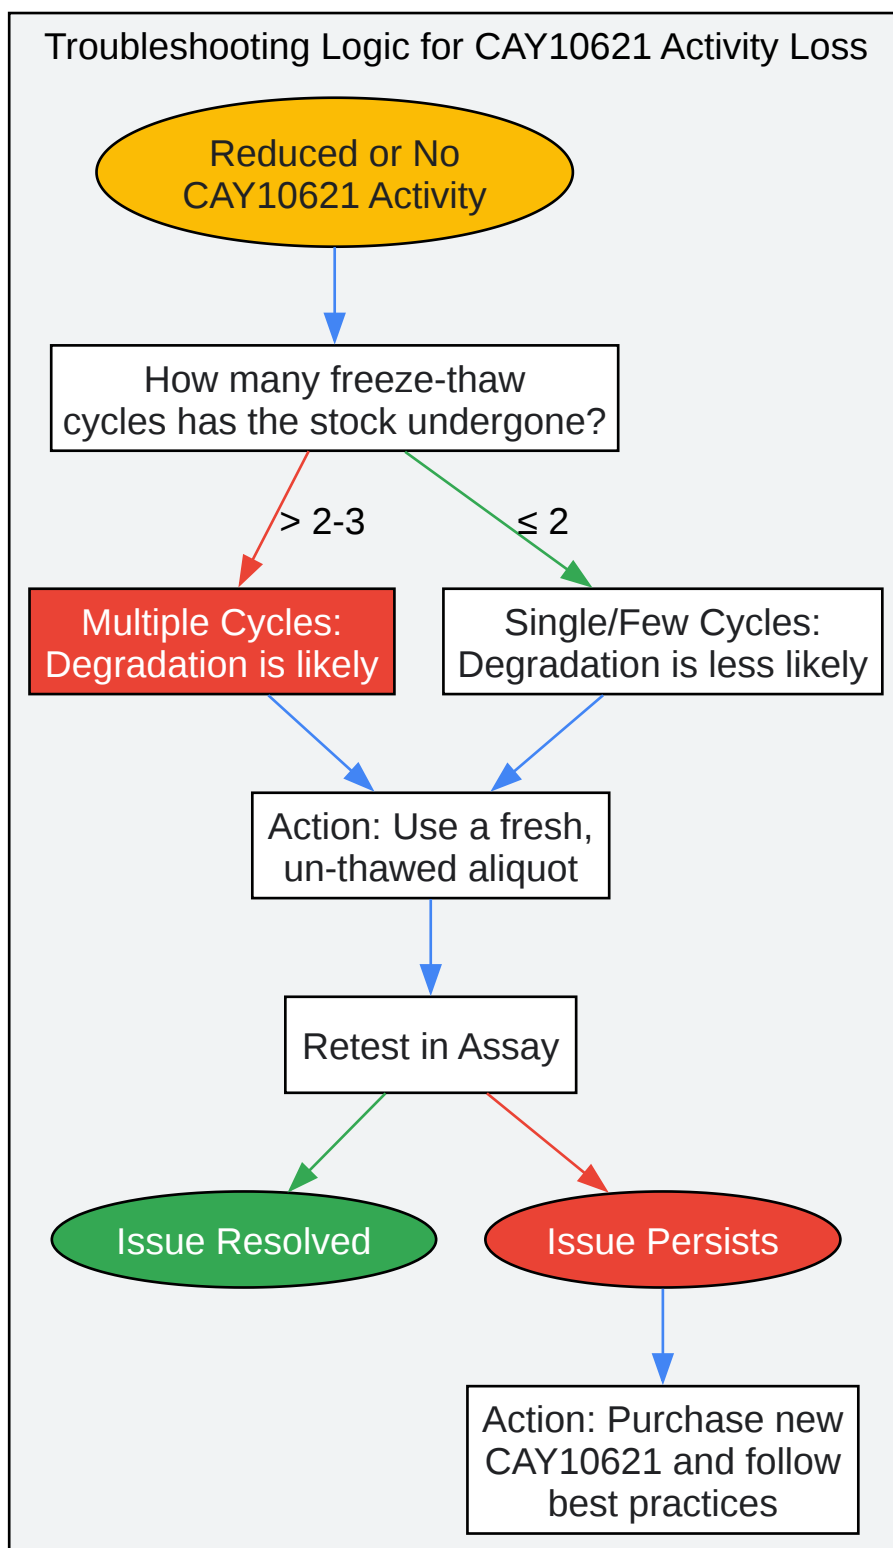 Troubleshooting Logic for CAY10621 Activity Loss
Reduced or No
CAY10621 Activity
How many freeze-thaw
cycles has the stock undergone?
> 2-3
≤ 2
Multiple Cycles:
Degradation is likely
Single/Few Cycles:
Degradation is less likely
Action: Use a fresh,
un-thawed aliquot
Retest in Assay
Issue Resolved
Issue Persists
Action: Purchase new
CAY10621 and follow
best practices